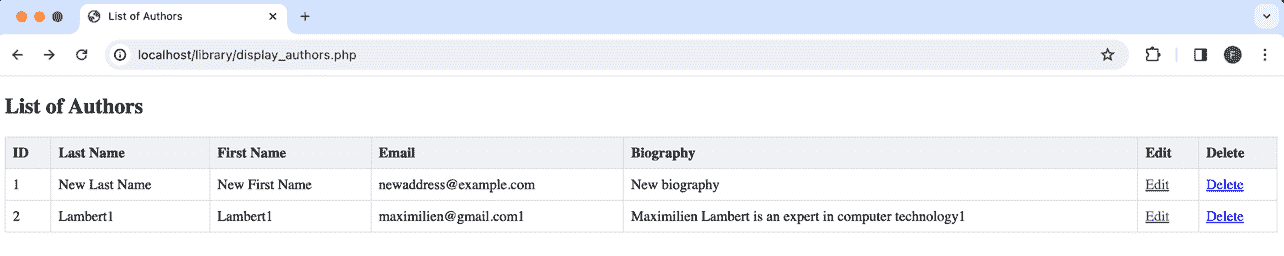 List of Authors
localhost/library/display_authors.php
List of Authors
ID Last Name First Name Email Biography Edit Delete
1 New Last Name New First Name newaddress@example.com New biography Edit Delete
2 Lambert1 Lambert1 maximilien@gmail.com1 Maximilien Lambert is an expert in computer technology1 Edit Delete